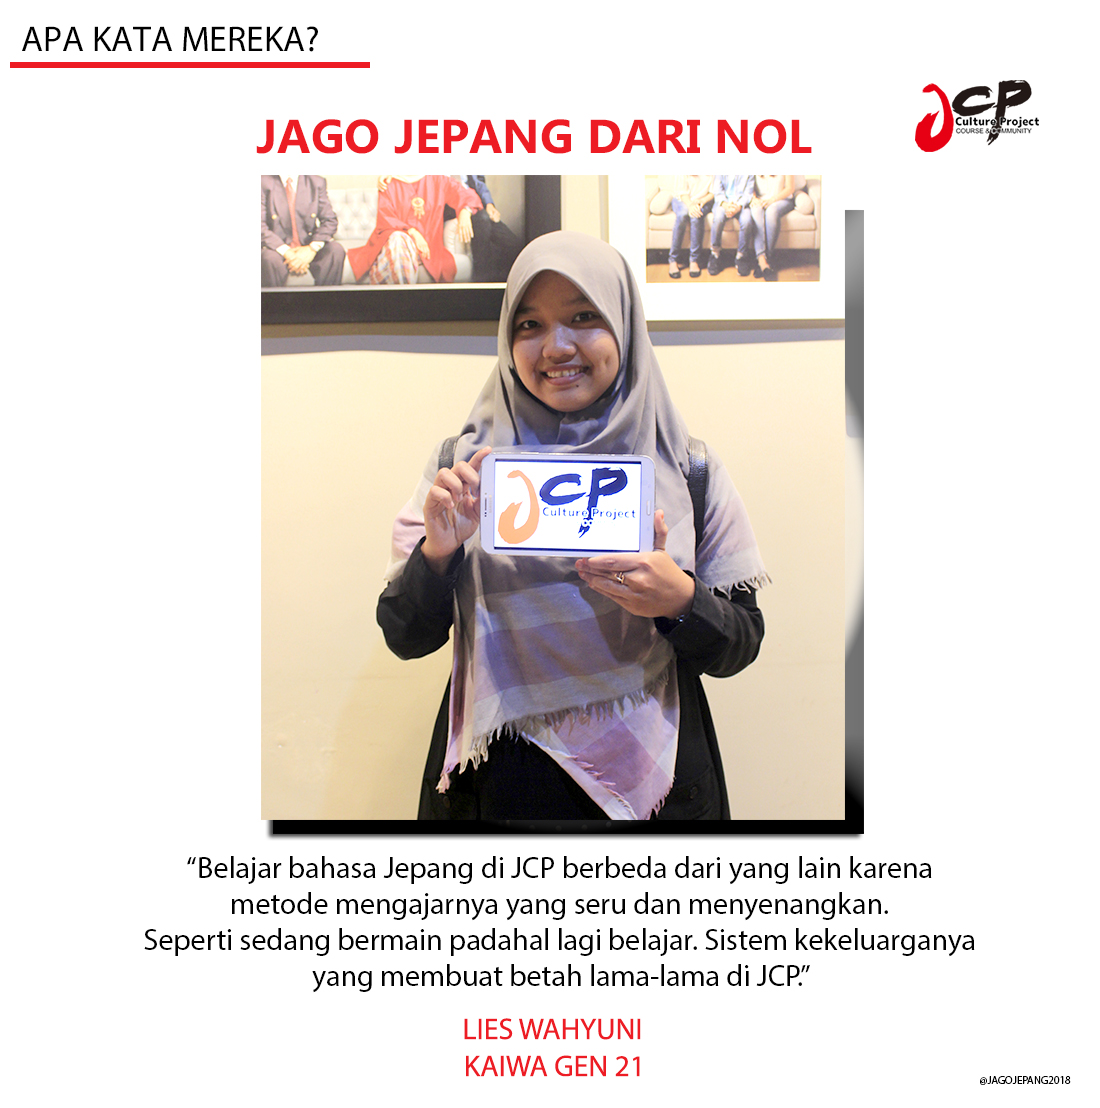 APA KATA MEREKA?
JCP
Culture Project
COURSE & COMMUNITY
JAGO JEPANG DARI NOL
JCP
Culture Project
“Belajar bahasa Jepang di JCP berbeda dari yang lain karena
metode mengajarnya yang seru dan menyenangkan.
Seperti sedang bermain padahal lagi belajar. Sistem kekeluarganya
yang membuat betah lama-lama di JCP.”
LIES WAHYUNI
KAIWA GEN 21
@JAGOJEPANG2018